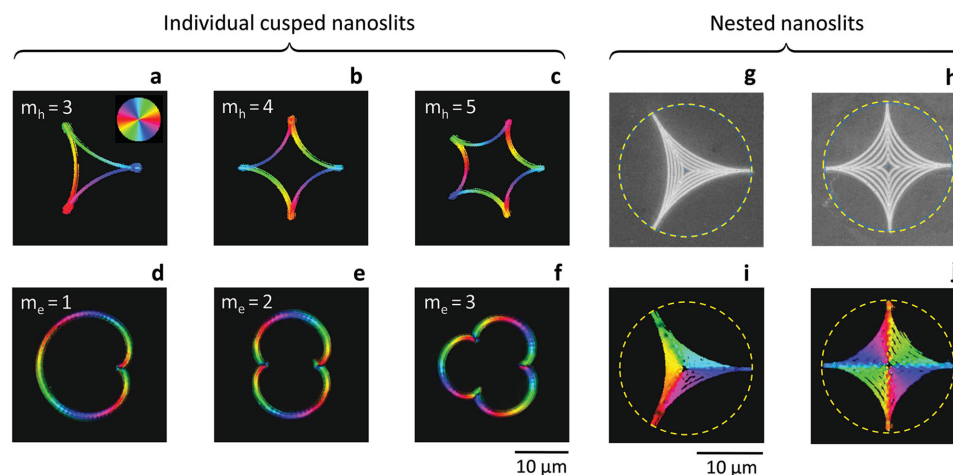 Individual cusped nanoslits
Nested nanoslits
a
b
c
g
h
m_h = 3
m_h = 4
m_h = 5
d
e
f
i
j
m_e = 1
m_e = 2
m_e = 3
10 µm
10 µm